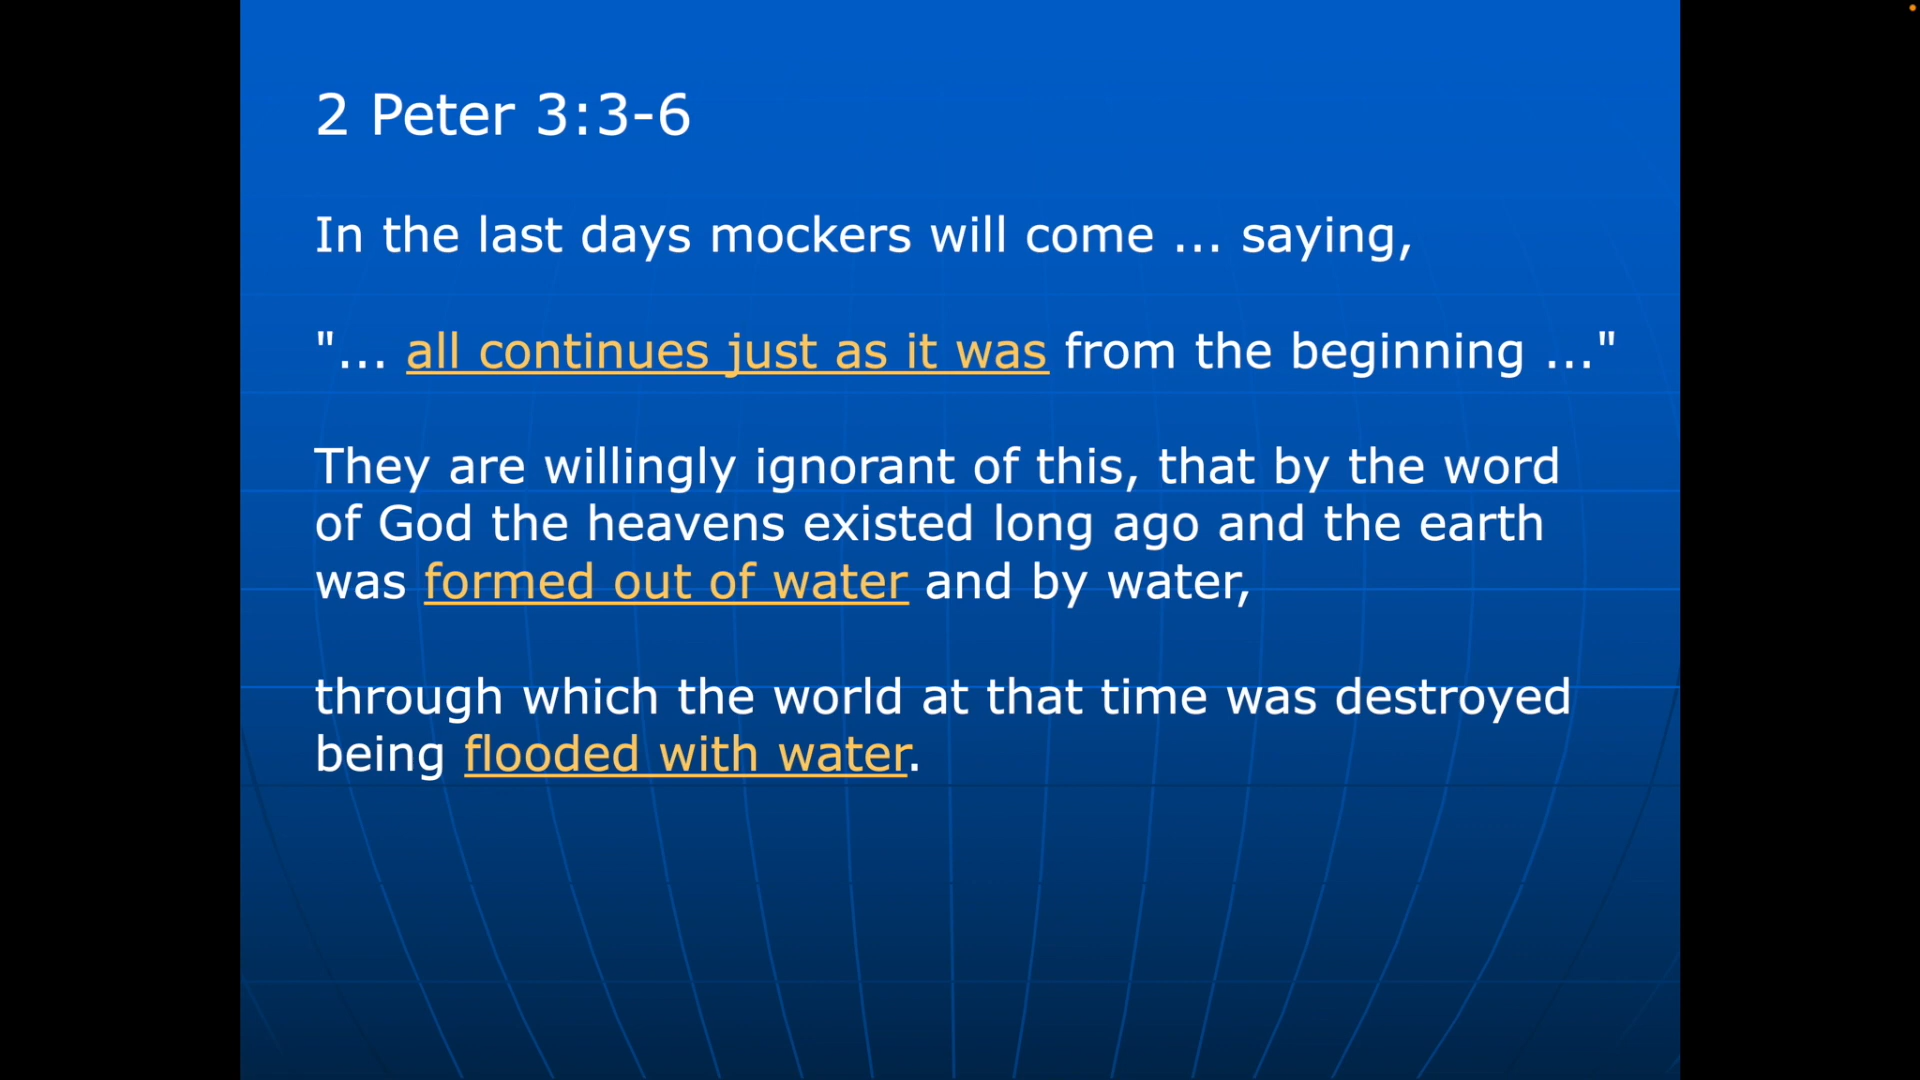 2 Peter 3:3-6
In the last days mockers will come ... saying,
"... all continues just as it was from the beginning ..."
They are willingly ignorant of this, that by the word
of God the heavens existed long ago and the earth
was formed out of water and by water,
through which the world at that time was destroyed
being flooded with water.